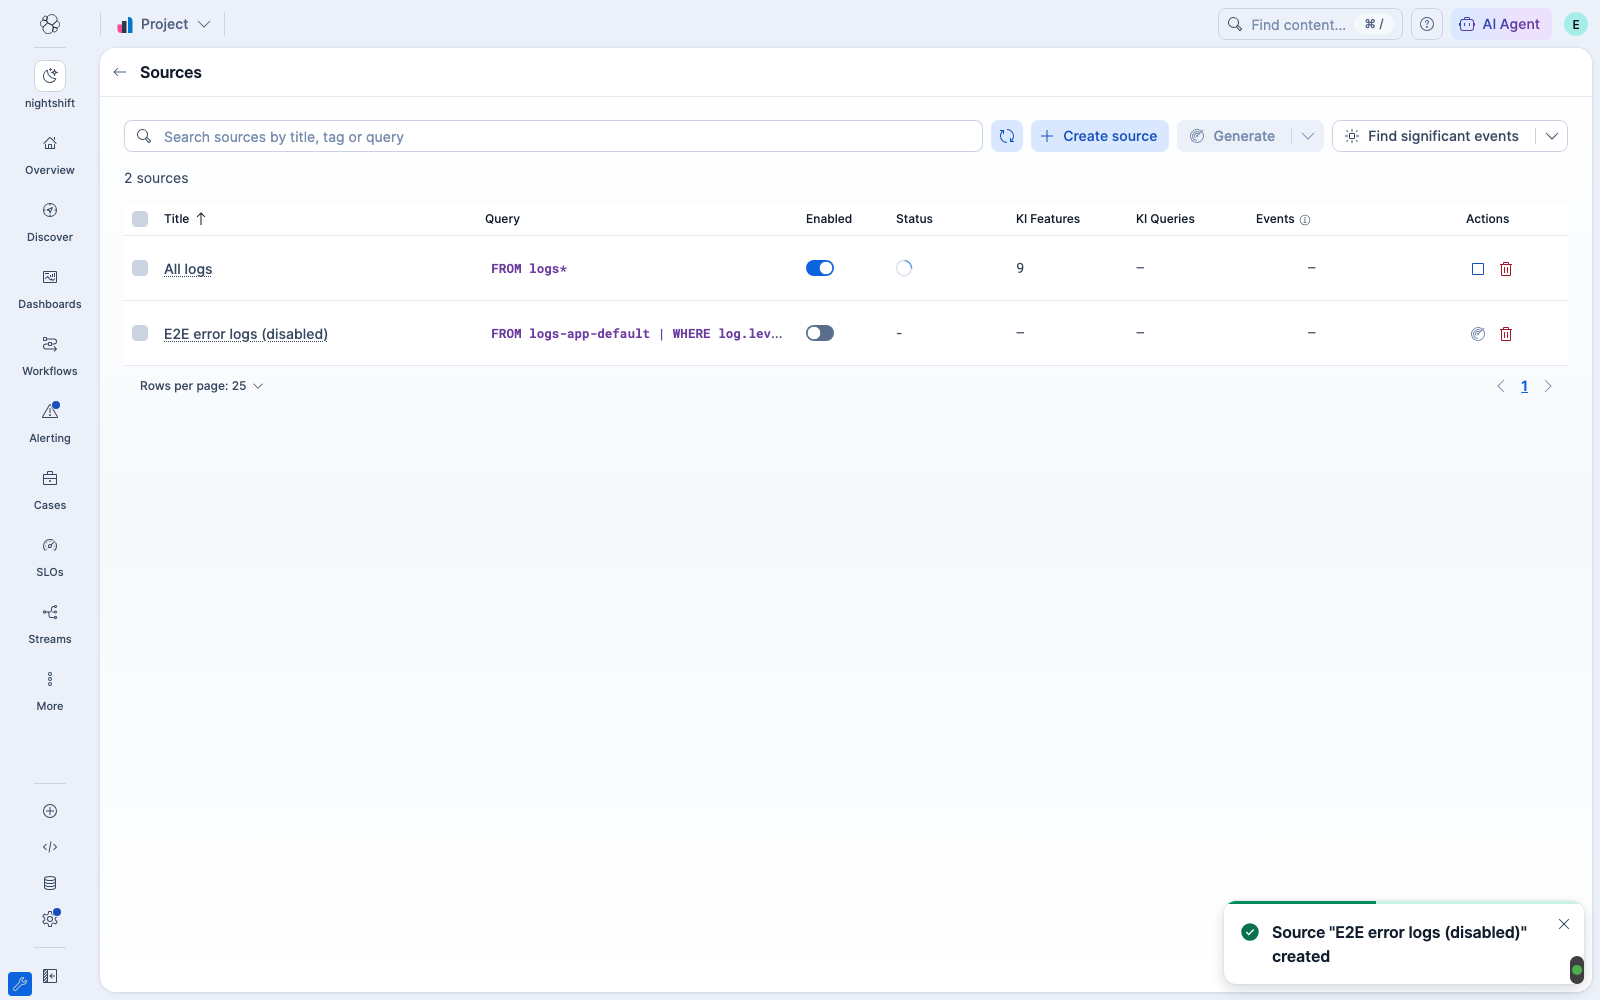 Project
Find content...
⌘ /
AI Agent
E
nightshift
Overview
Discover
Dashboards
Workflows
Alerting
Cases
SLOs
Streams
More
Sources
Search sources by title, tag or query
Create source
Generate
Find significant events
2 sources
Title
Query
Enabled
Status
KI Features
KI Queries
Events
Actions
All logs
FROM logs*
9
–
–
E2E error logs (disabled)
FROM logs-app-default | WHERE log.lev...
-
–
–
–
Rows per page: 25
1
Source "E2E error logs (disabled)"
created